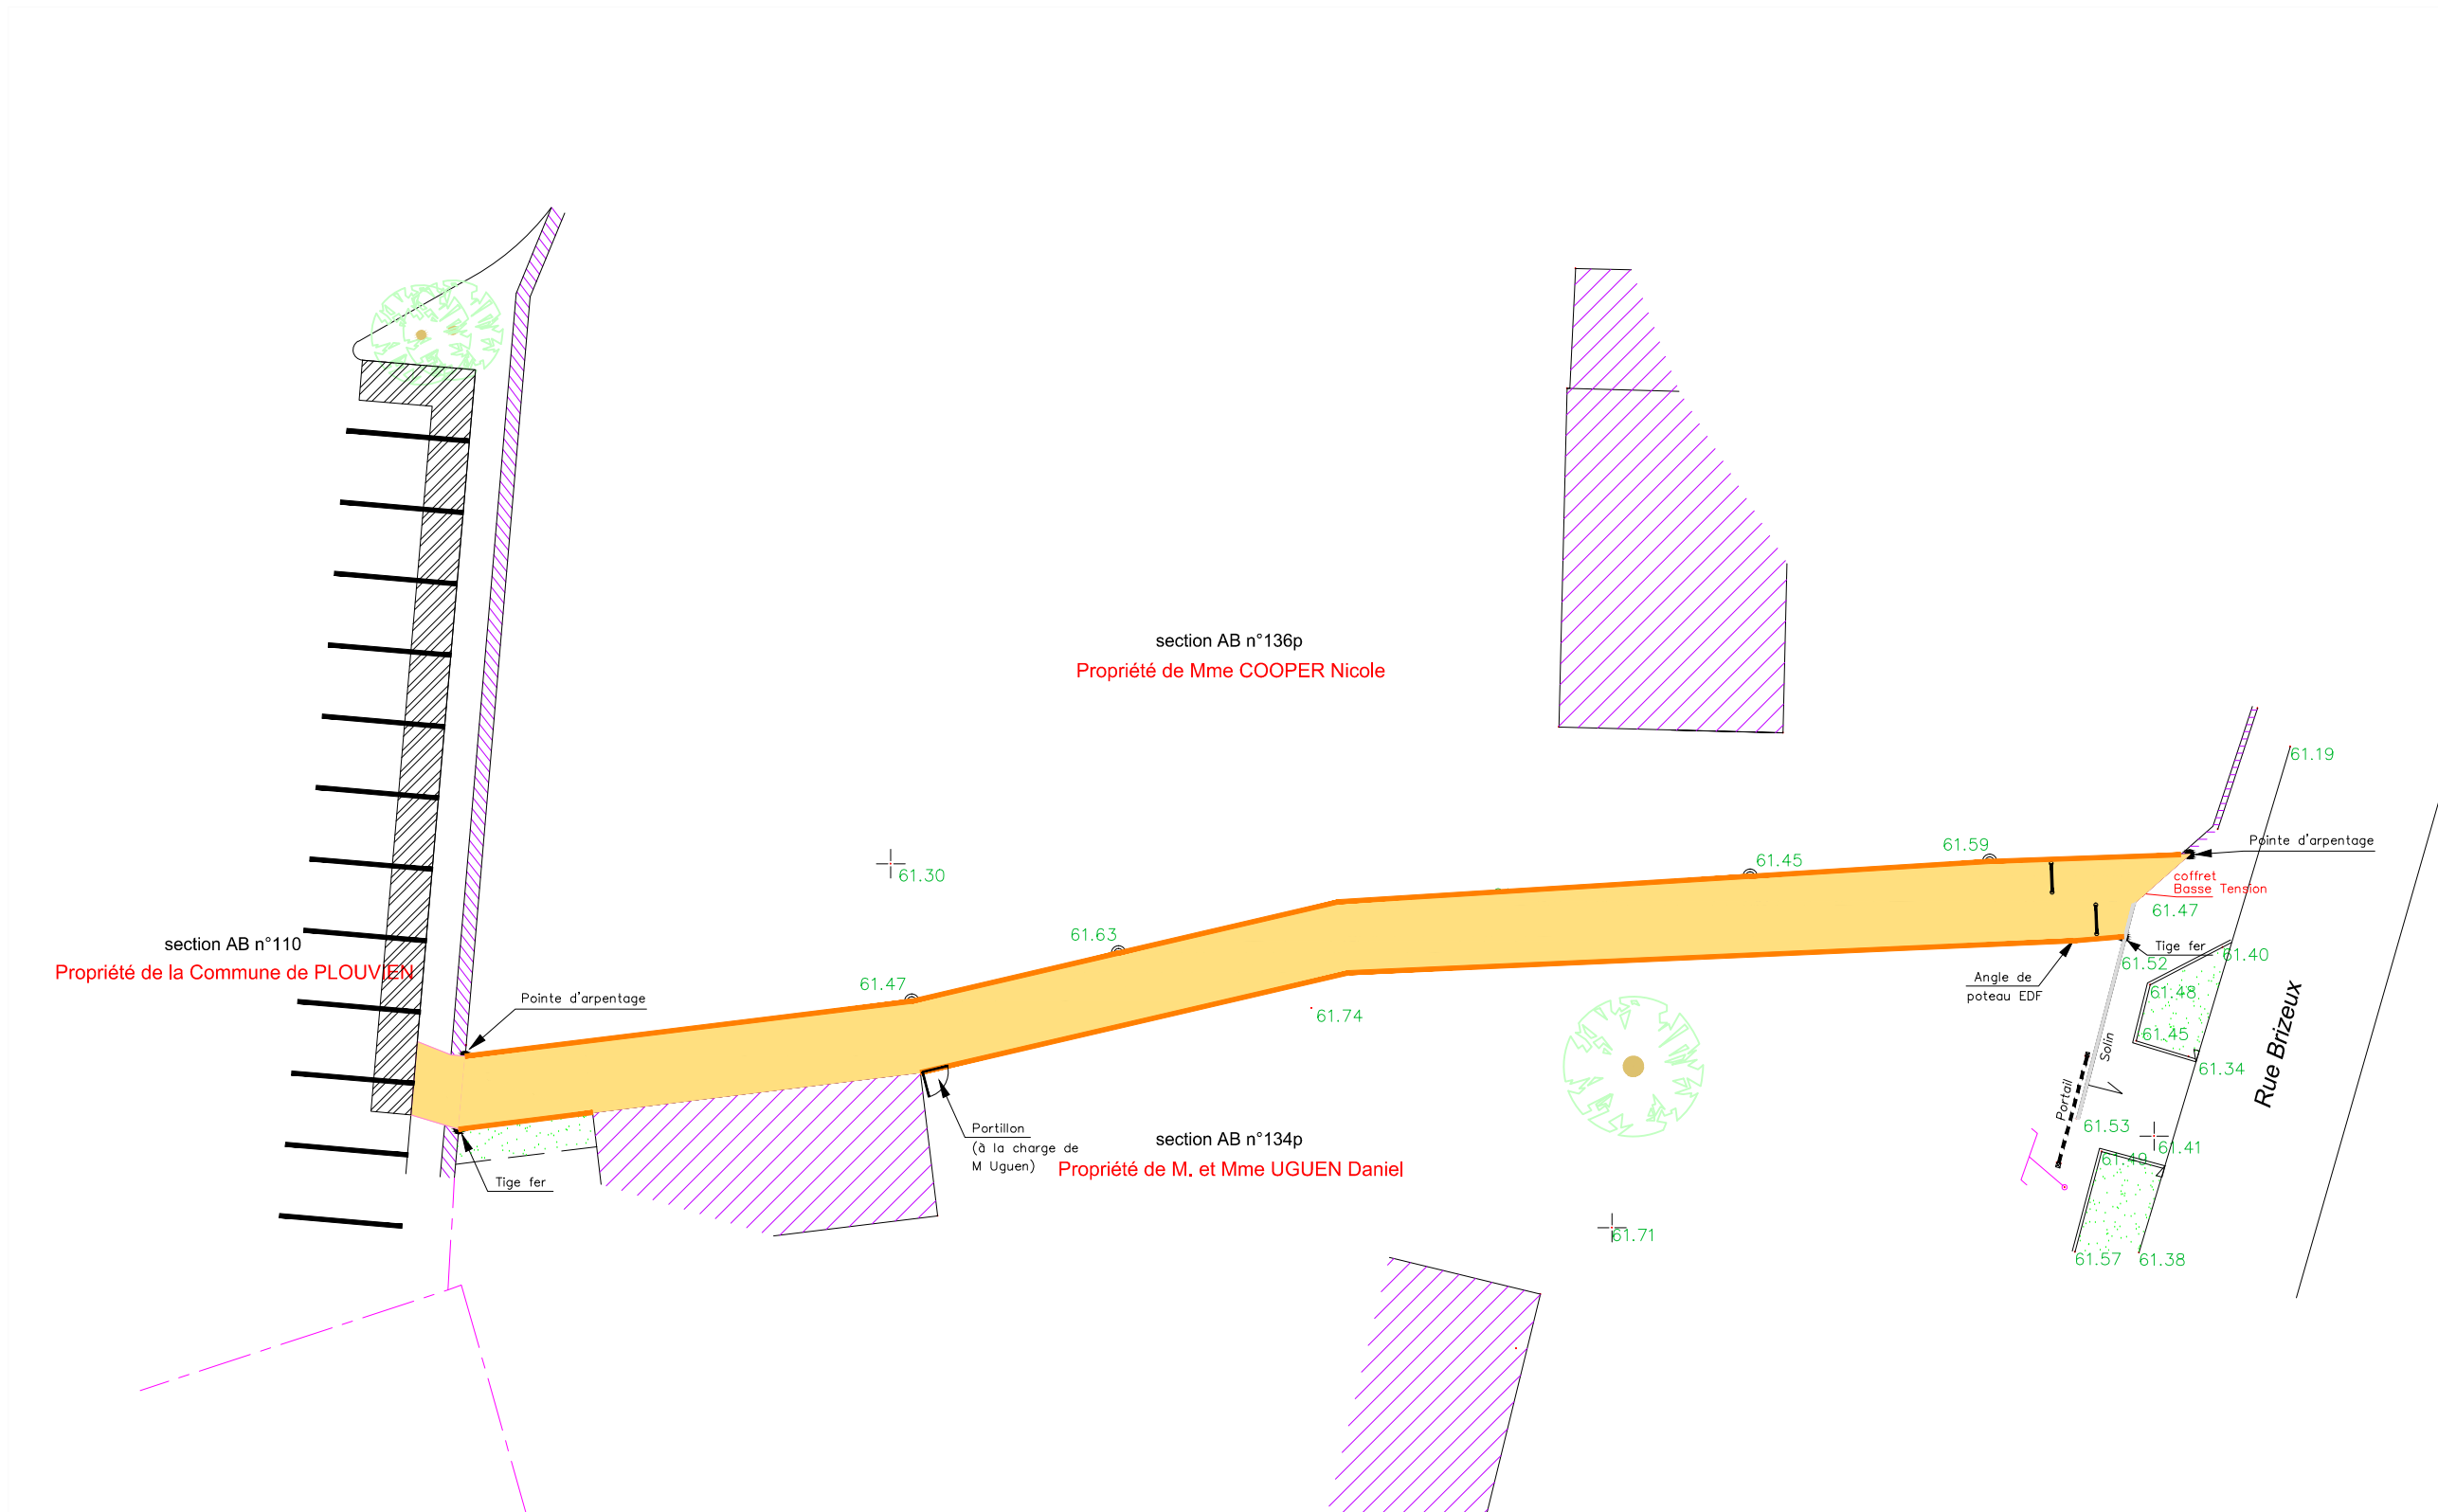 section AB n°136p
Propriété de Mme COOPER Nicole
61.19
Pointe d'arpentage
61.59
61.45
61.30
coffret
Basse Tension
61.47
61.63
Tige fer
61.40
61.52
section AB n°110
Propriété de la Commune de PLOUVIEN
Angle de
poteau EDF
61.47
61.48
Pointe d'arpentage
61.74
61.45
Solin
Rue Brizeux
61.34
Portail
Portillon
(à la charge de
M Uguen)
section AB n°134p
Propriété de M. et Mme UGUEN Daniel
61.53
61.41
61.49
Tige fer
61.71
61.57
61.38